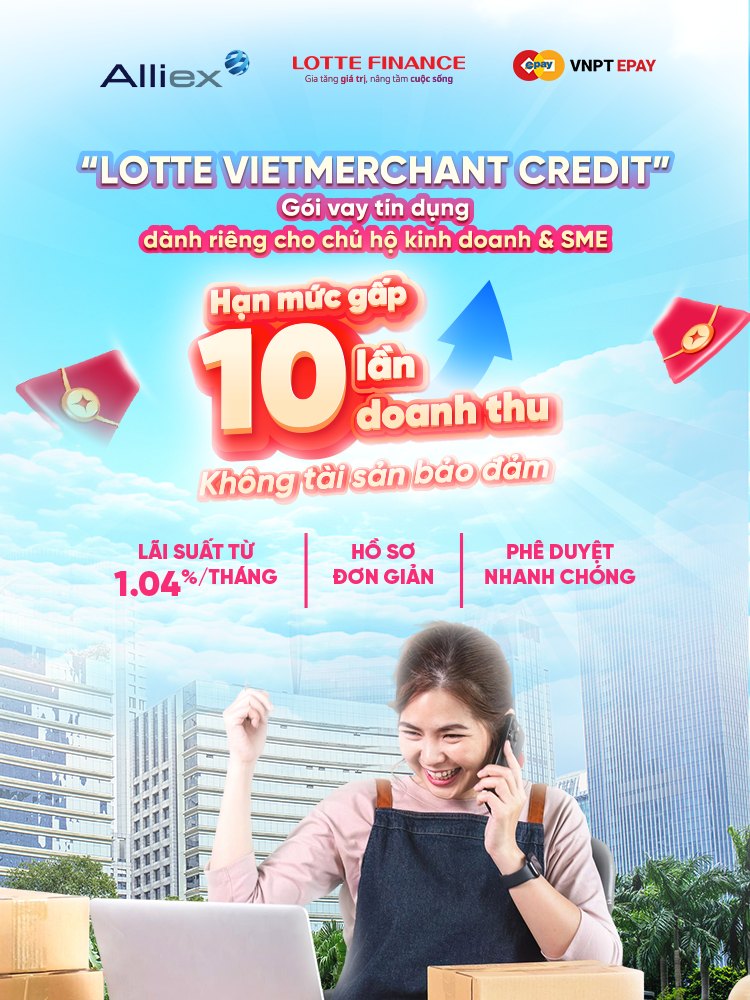 Alliex
LOTTE FINANCE
Gia tăng giá trị, nâng tầm cuộc sống
epay VNPT EPAY
“LOTTE VIETMERCHANT CREDIT”
Gói vay tín dụng
dành riêng cho chủ hộ kinh doanh & SME
Hạn mức gấp
10 lần
doanh thu
Không tài sản bảo đảm
LÃI SUẤT TỪ
1.04%/THÁNG
HỒ SƠ
ĐƠN GIẢN
PHÊ DUYỆT
NHANH CHÓNG